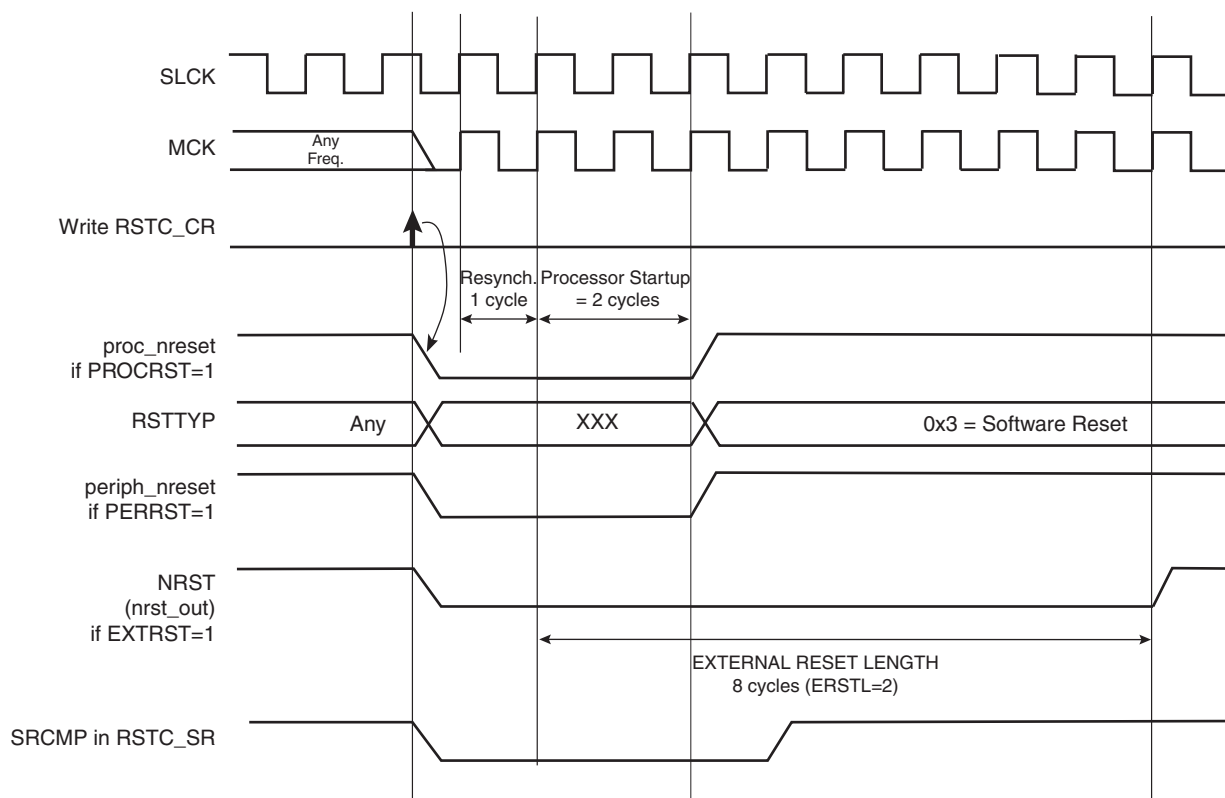 SLCK
MCK
Any
Freq.
Write RSTC_CR
Resynch.
1 cycle
Processor Startup
= 2 cycles
proc_nreset
if PROCRST=1
RSTTYP
Any
XXX
0x3 = Software Reset
periph_nreset
if PERRST=1
NRST
(nrst_out)
if EXTRST=1
EXTERNAL RESET LENGTH
8 cycles (ERSTL=2)
SRCMP in RSTC_SR